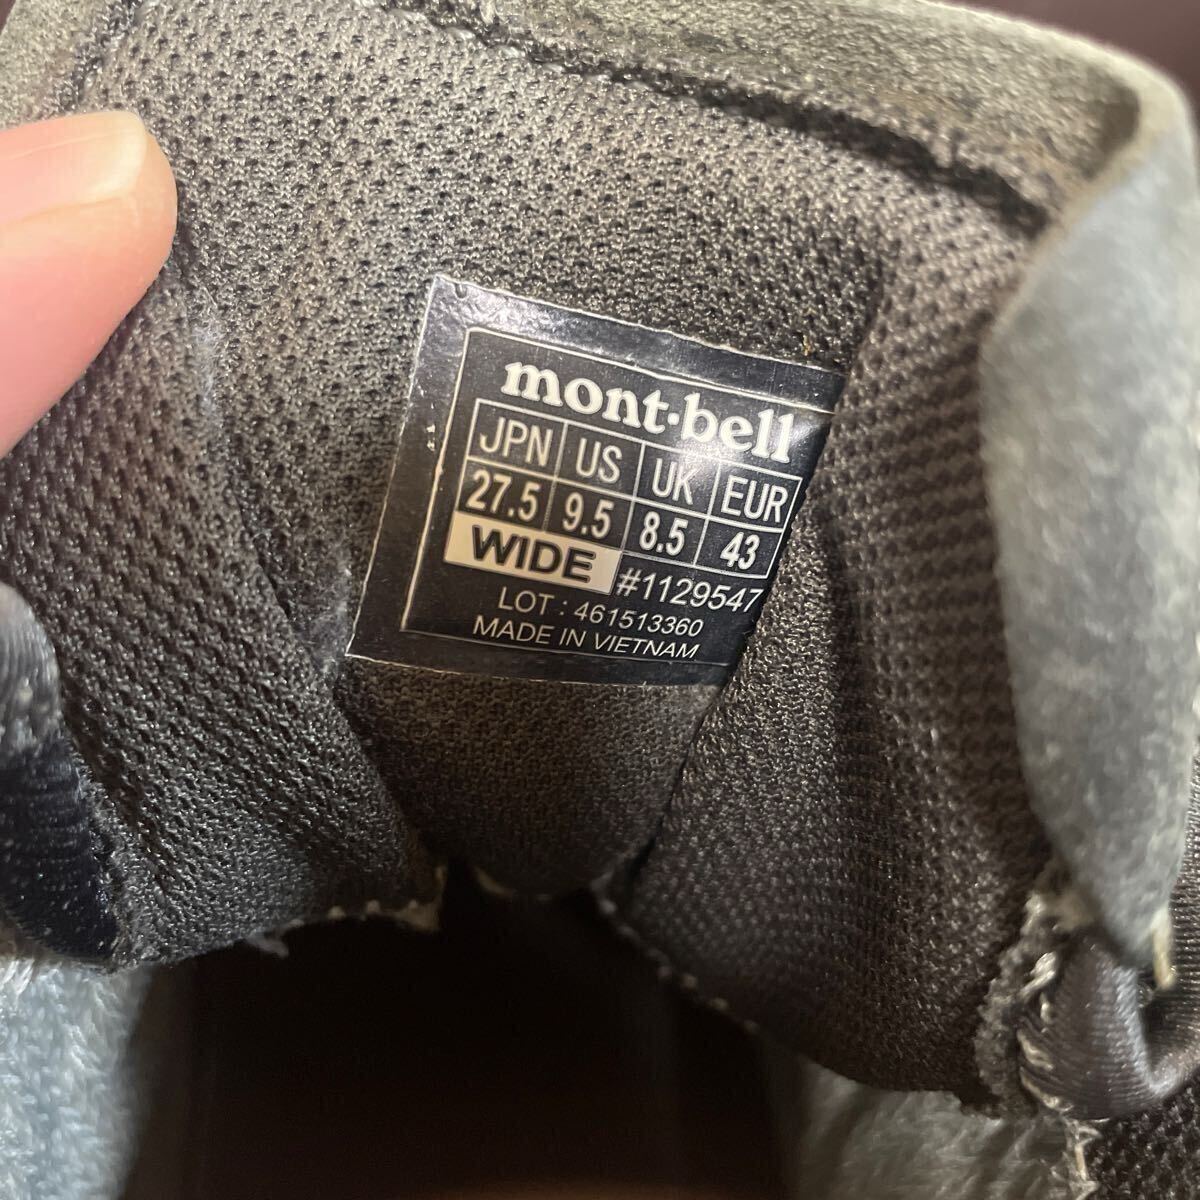 mont-bell
JPN US UK EUR
27.5 9.5 8.5 43
WIDE #1129547
LOT : 461513360
MADE IN VIETNAM